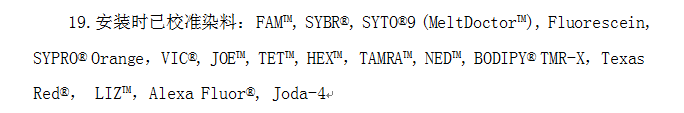 19. 安装时已校准染料：FAM™, SYBR®, SYTO®9 (MeltDoctor™), Fluorescein,
SYPRO® Orange，VIC®, JOE™, TET™, HEX™，TAMRA™, NED™, BODIPY® TMR-X，Texas
Red®， LIZ™，Alexa Fluor®, Joda-4